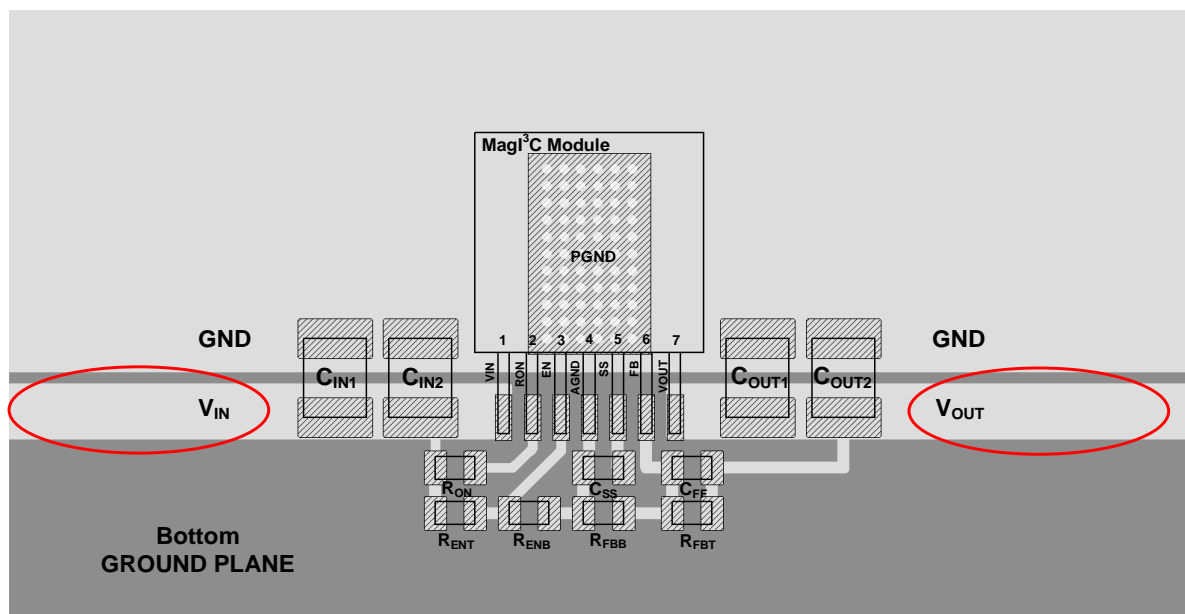 MagI³C Module
PGND
1 2 3 4 5 6 7
VIN RON EN AGND SS FB VOUT
GND
GND
CIN1 CIN2 COUT1 COUT2
VIN
VOUT
RON CSS CFF
RENT RENB RFBB RFBT
Bottom
GROUND PLANE